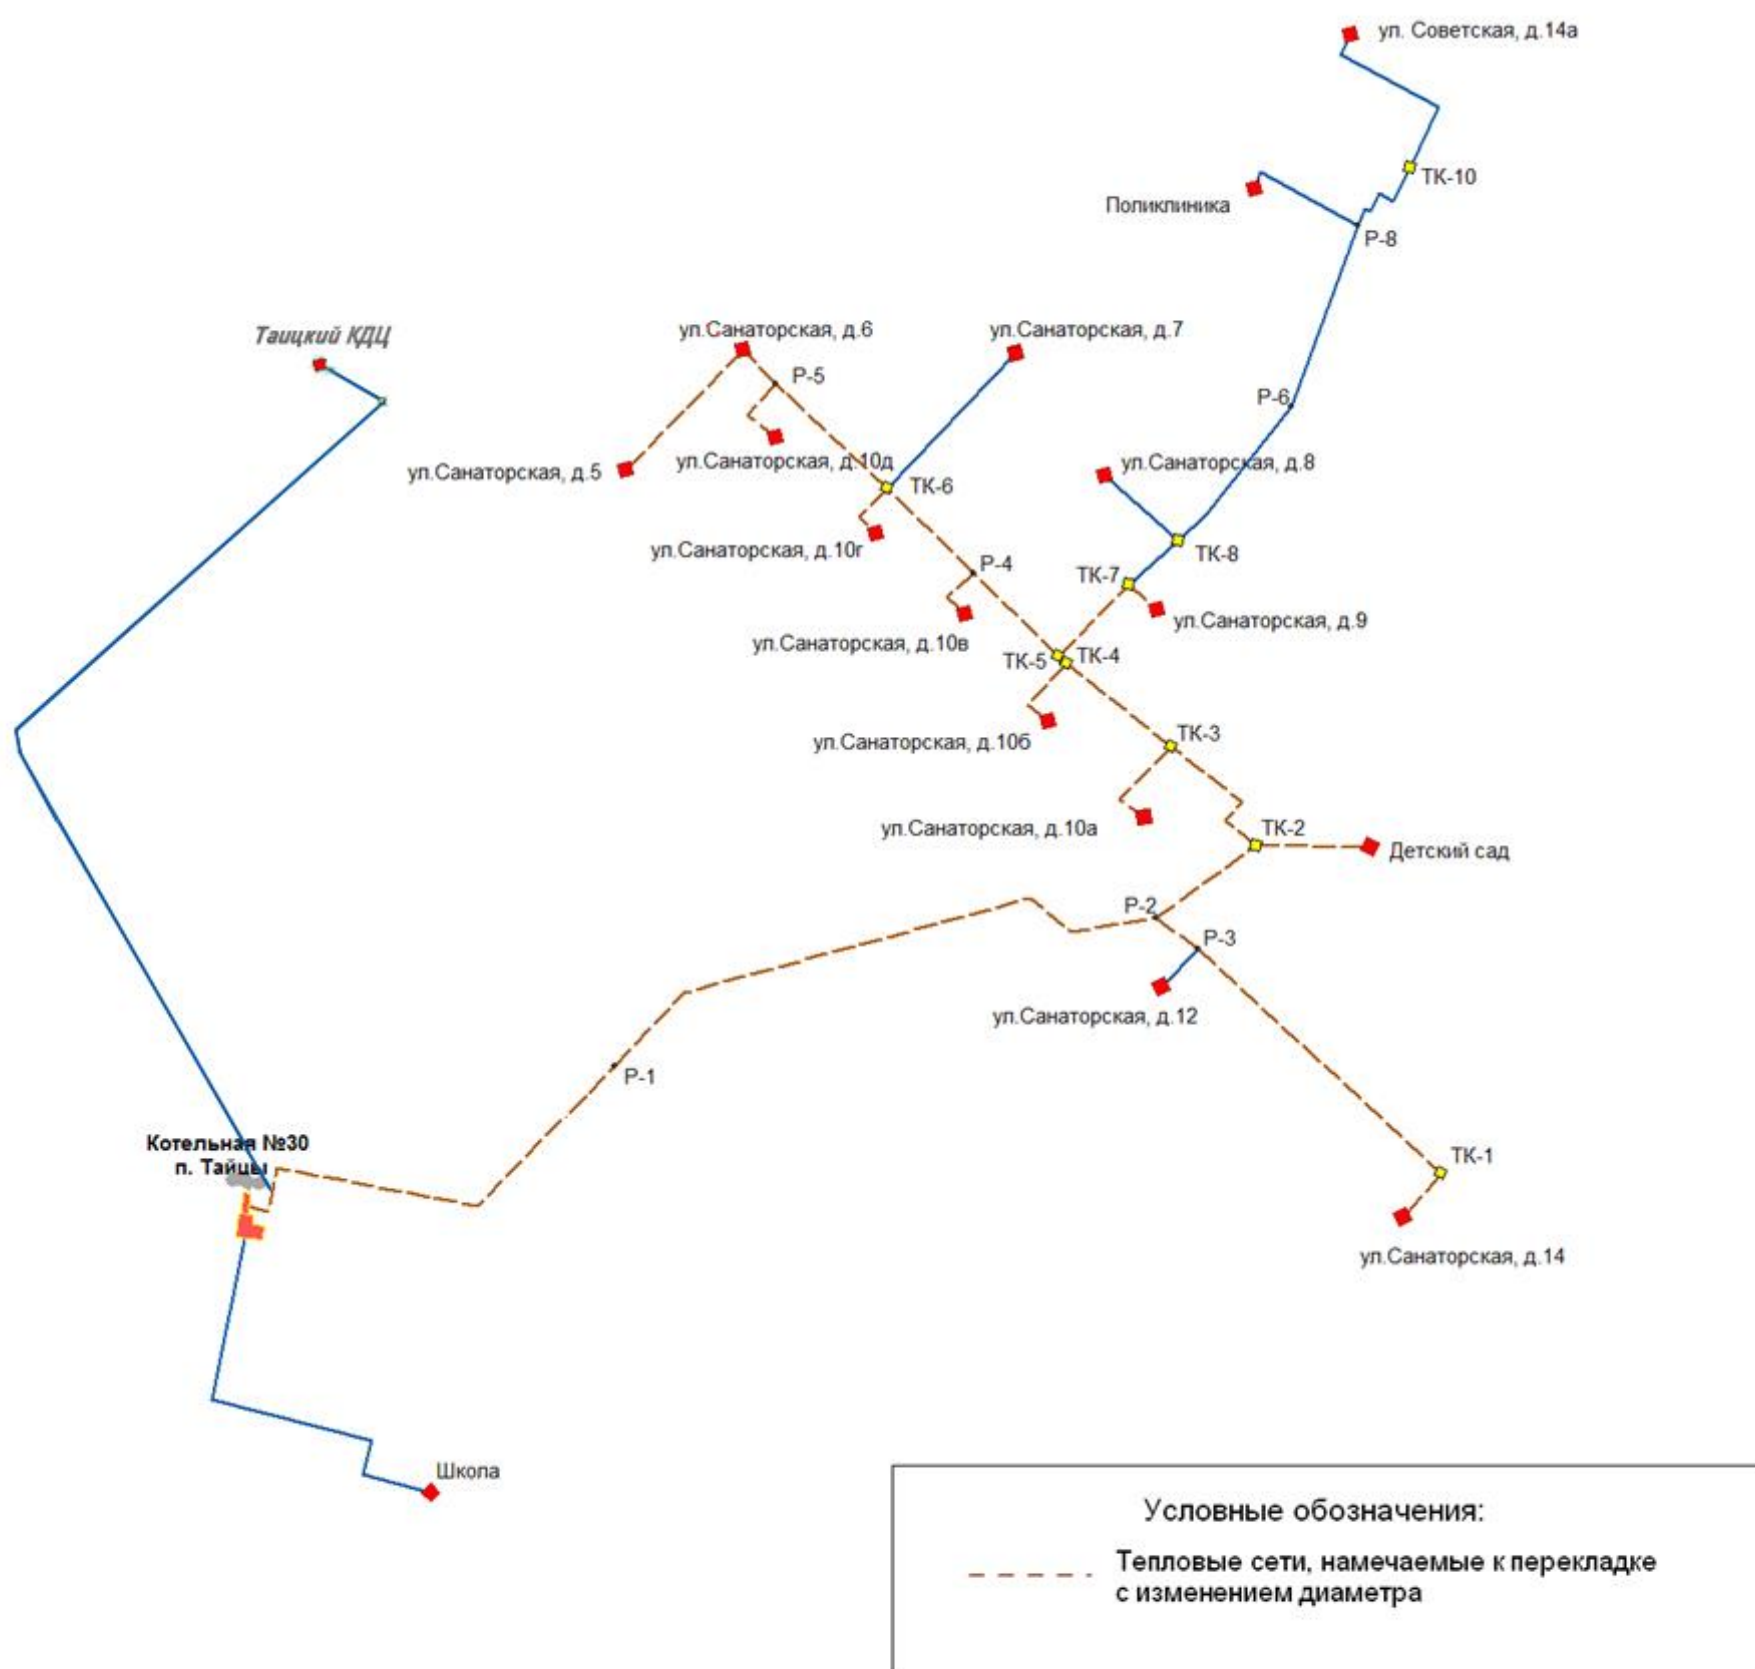 ул. Советская, д.14а
ТК-10
Поликлиника
Р-8
Таицкий КДЦ
ул.Санаторская, д.6
ул.Санаторская, д.7
Р-5
Р-6
ул.Санаторская, д.5
ул.Санаторская, д.10д
ул.Санаторская, д.8
ТК-6
ул.Санаторская, д.10г
Р-4
ТК-8
ТК-7
ул.Санаторская, д.9
ул.Санаторская, д.10в
ТК-5
ТК-4
ул.Санаторская, д.10б
ТК-3
ул.Санаторская, д.10а
ТК-2
Детский сад
Р-2
Р-3
ул.Санаторская, д.12
Р-1
Котельная №30
п. Тайцы
ТК-1
ул.Санаторская, д.14
Школа
Условные обозначения:
Тепловые сети, намечаемые к перекладке
с изменением диаметра